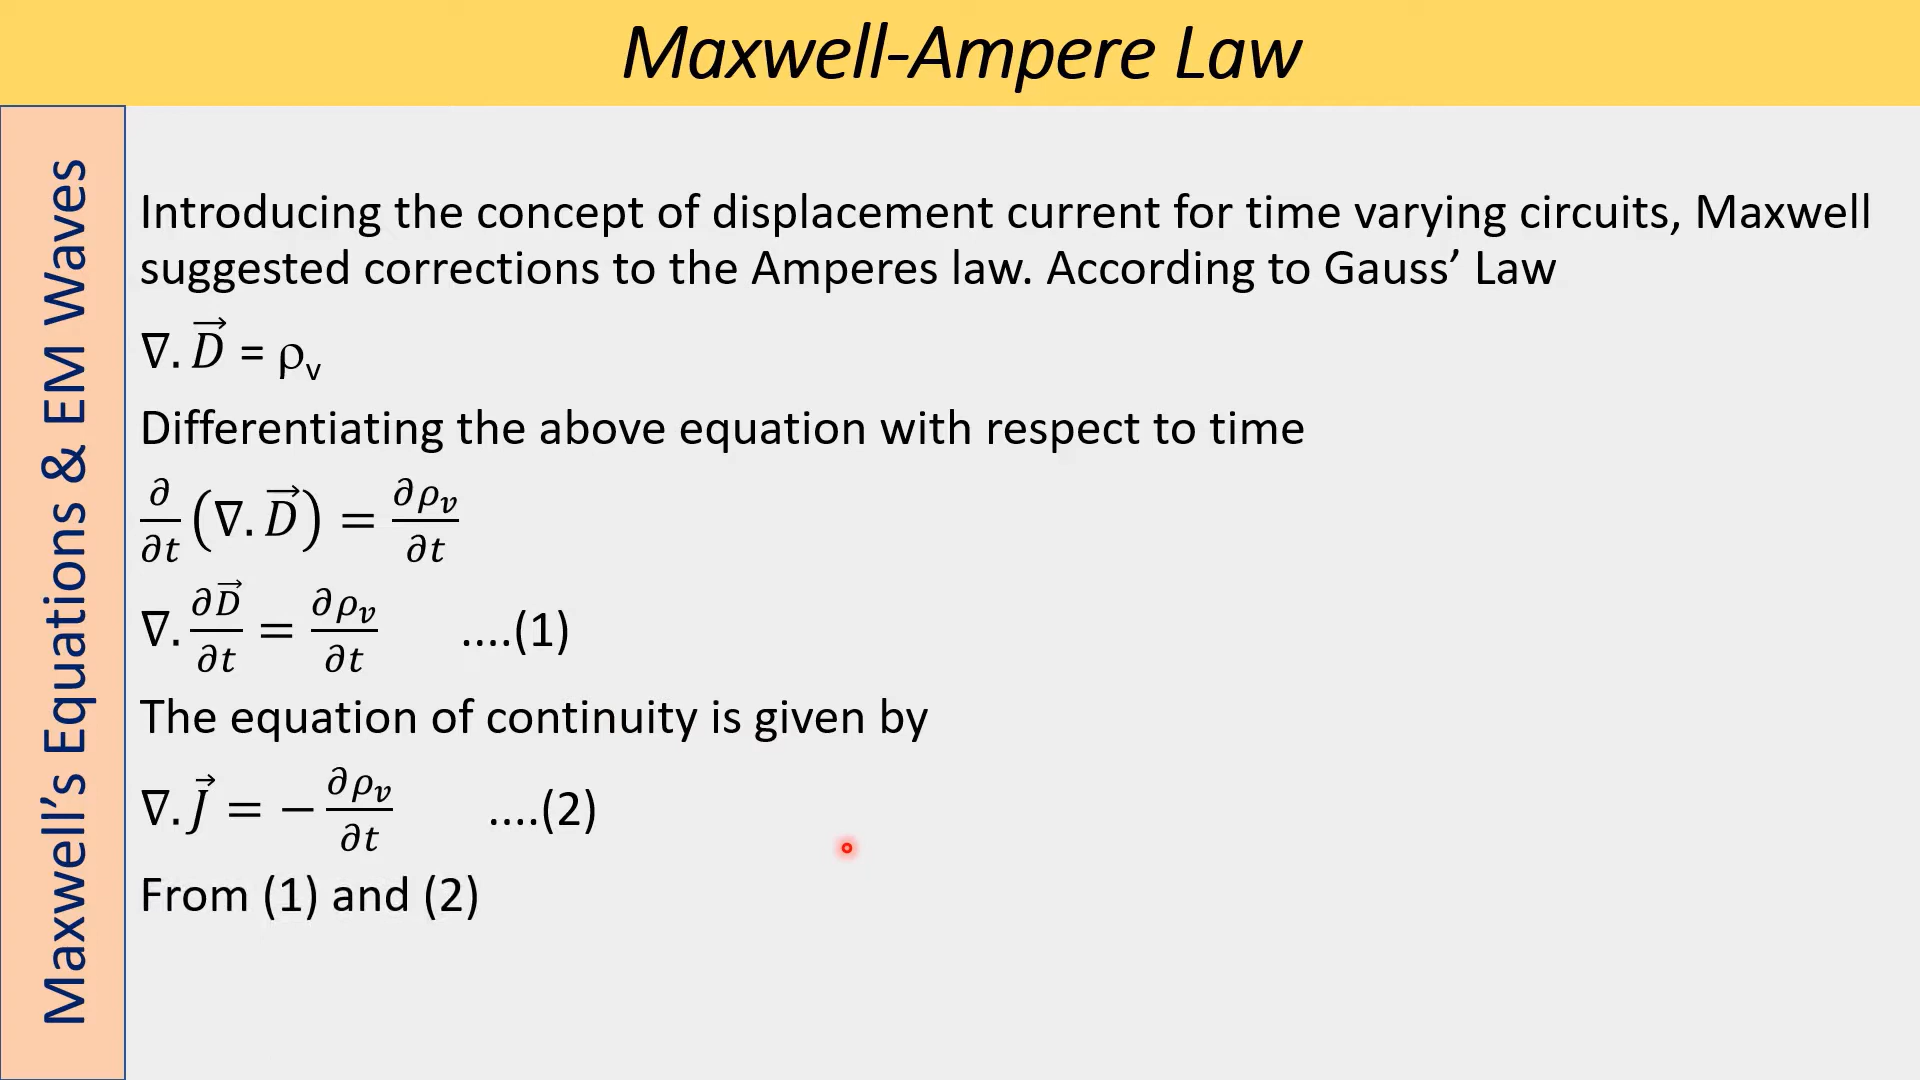 Maxwell-Ampere Law
Maxwell’s Equations & EM Waves
Introducing the concept of displacement current for time varying circuits, Maxwell
suggested corrections to the Amperes law. According to Gauss’ Law
∇. D⃗ = ρᵥ
Differentiating the above equation with respect to time
∂/∂t (∇. D⃗) = ∂ρᵥ/∂t
∇. ∂D⃗/∂t = ∂ρᵥ/∂t ....(1)
The equation of continuity is given by
∇. J⃗ = − ∂ρᵥ/∂t ....(2)
From (1) and (2)